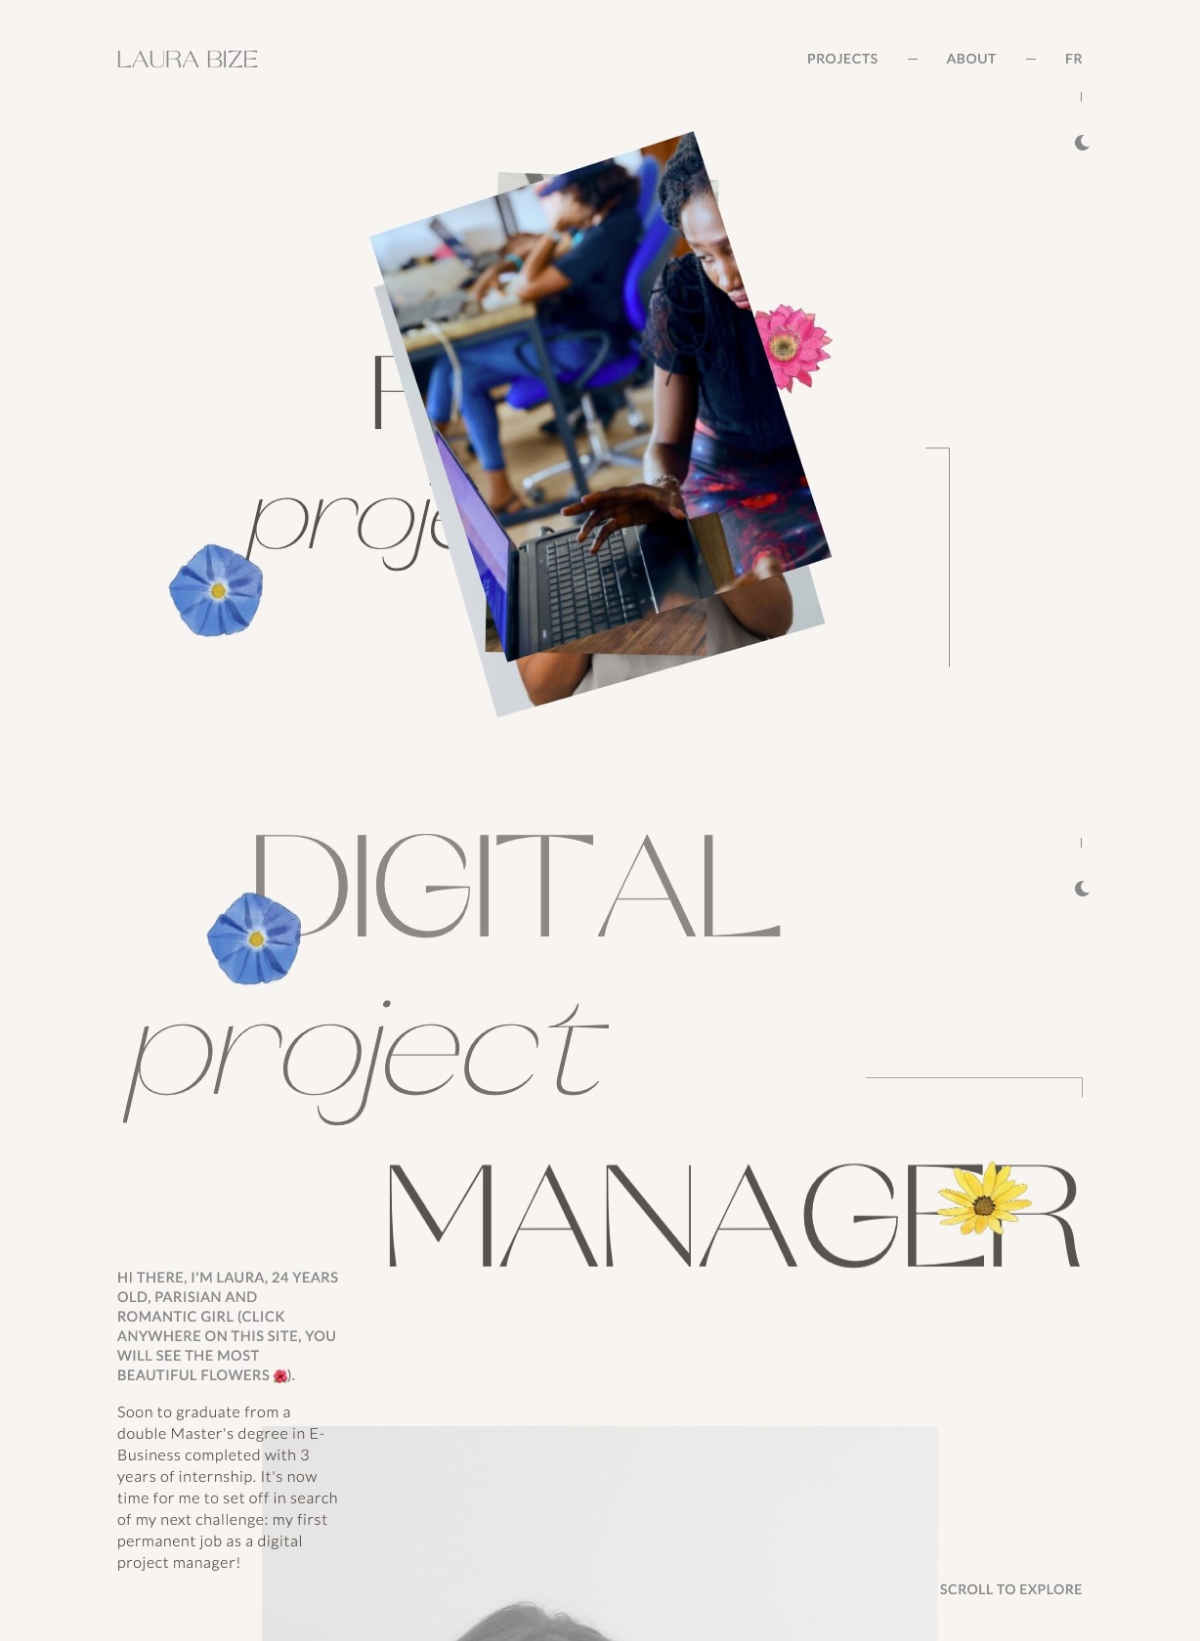 LAURA BIZE
PROJECTS — ABOUT — FR
DIGITAL
project
MANAGER
HI THERE, I'M LAURA, 24 YEARS
OLD, PARISIAN AND
ROMANTIC GIRL (CLICK
ANYWHERE ON THIS SITE, YOU
WILL SEE THE MOST
BEAUTIFUL FLOWERS 🌺).
Soon to graduate from a
double Master's degree in E-
Business completed with 3
years of internship. It's now
time for me to set off in search
of my next challenge: my first
permanent job as a digital
project manager!
SCROLL TO EXPLORE